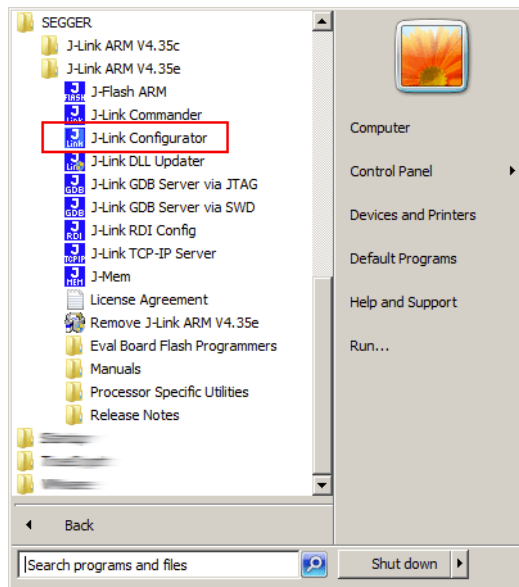 SEGGER
J-Link ARM V4.35c
J-Link ARM V4.35e
J-Flash ARM
J-Link Commander
J-Link Configurator
J-Link DLL Updater
J-Link GDB Server via JTAG
J-Link GDB Server via SWD
J-Link RDI Config
J-Link TCP-IP Server
J-Mem
License Agreement
Remove J-Link ARM V4.35e
Eval Board Flash Programmers
Manuals
Processor Specific Utilities
Release Notes
Back
Search programs and files
Computer
Control Panel
Devices and Printers
Default Programs
Help and Support
Run...
Shut down